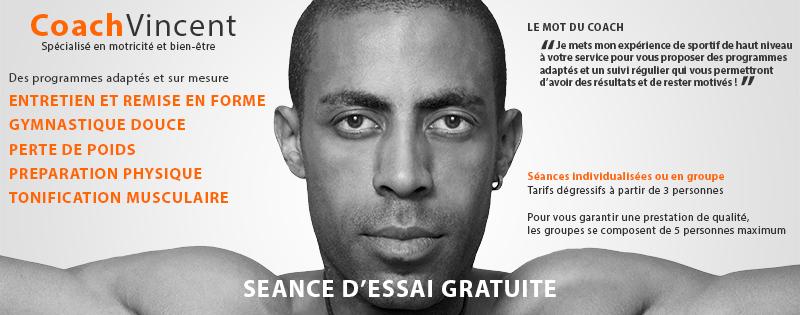 CoachVincent
Spécialisé en motricité et bien-être
Des programmes adaptés et sur mesure
ENTRETIEN ET REMISE EN FORME
GYMNASTIQUE DOUCE
PERTE DE POIDS
PREPARATION PHYSIQUE
TONIFICATION MUSCULAIRE
LE MOT DU COACH
"Je mets mon expérience de sportif de haut niveau
à votre service pour vous proposer des programmes
adaptés et un suivi régulier qui vous permettront
d'avoir des résultats et de rester motivés ! "
Séances individualisées ou en groupe
Tarifs dégressifs à partir de 3 personnes
Pour vous garantir une prestation de qualité,
les groupes se composent de 5 personnes maximum
SEANCE D'ESSAI GRATUITE